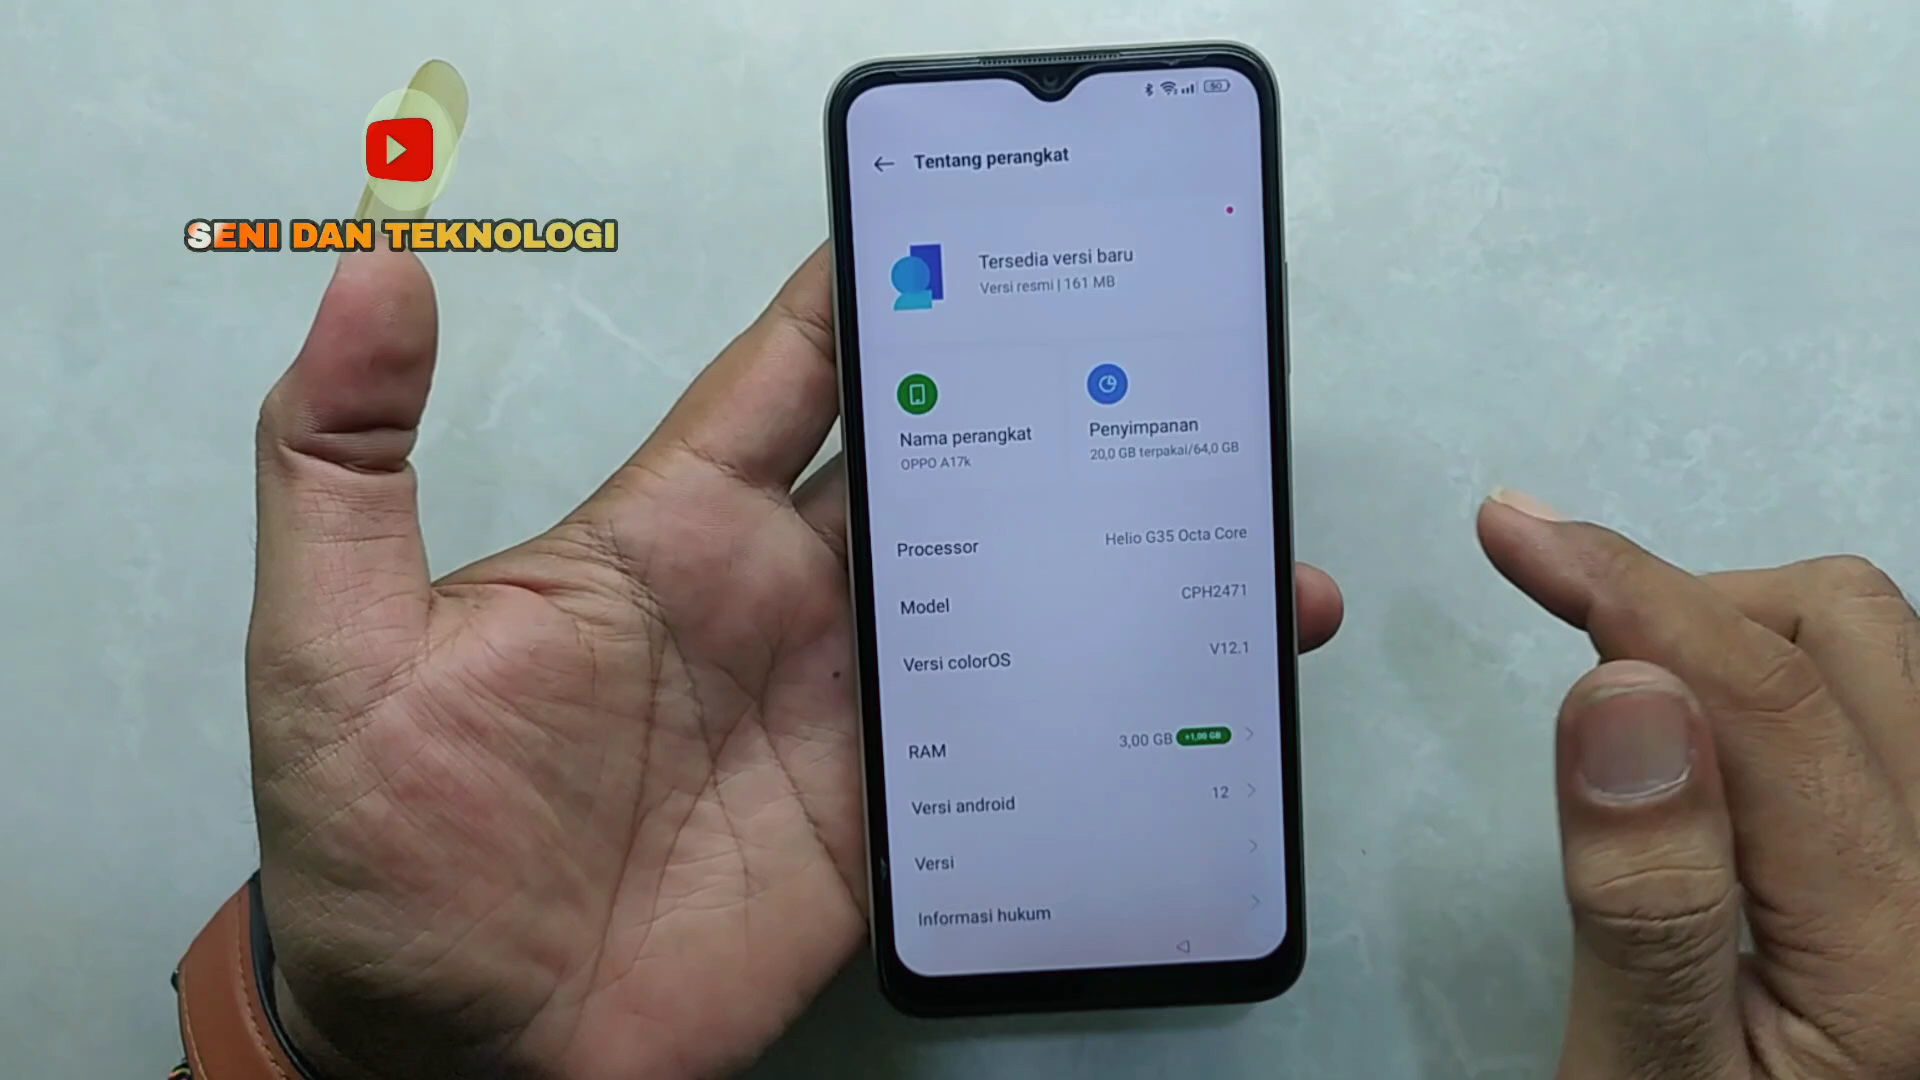 SENI DAN TEKNOLOGI
50
Tentang perangkat
Tersedia versi baru
Versi resmi | 161 MB
Nama perangkat
OPPO A17k
Penyimpanan
20,0 GB terpakai/64,0 GB
Processor Helio G35 Octa Core
Model CPH2471
Versi colorOS V12.1
RAM 3,00 GB +1,00 GB
Versi android 12
Versi
Informasi hukum